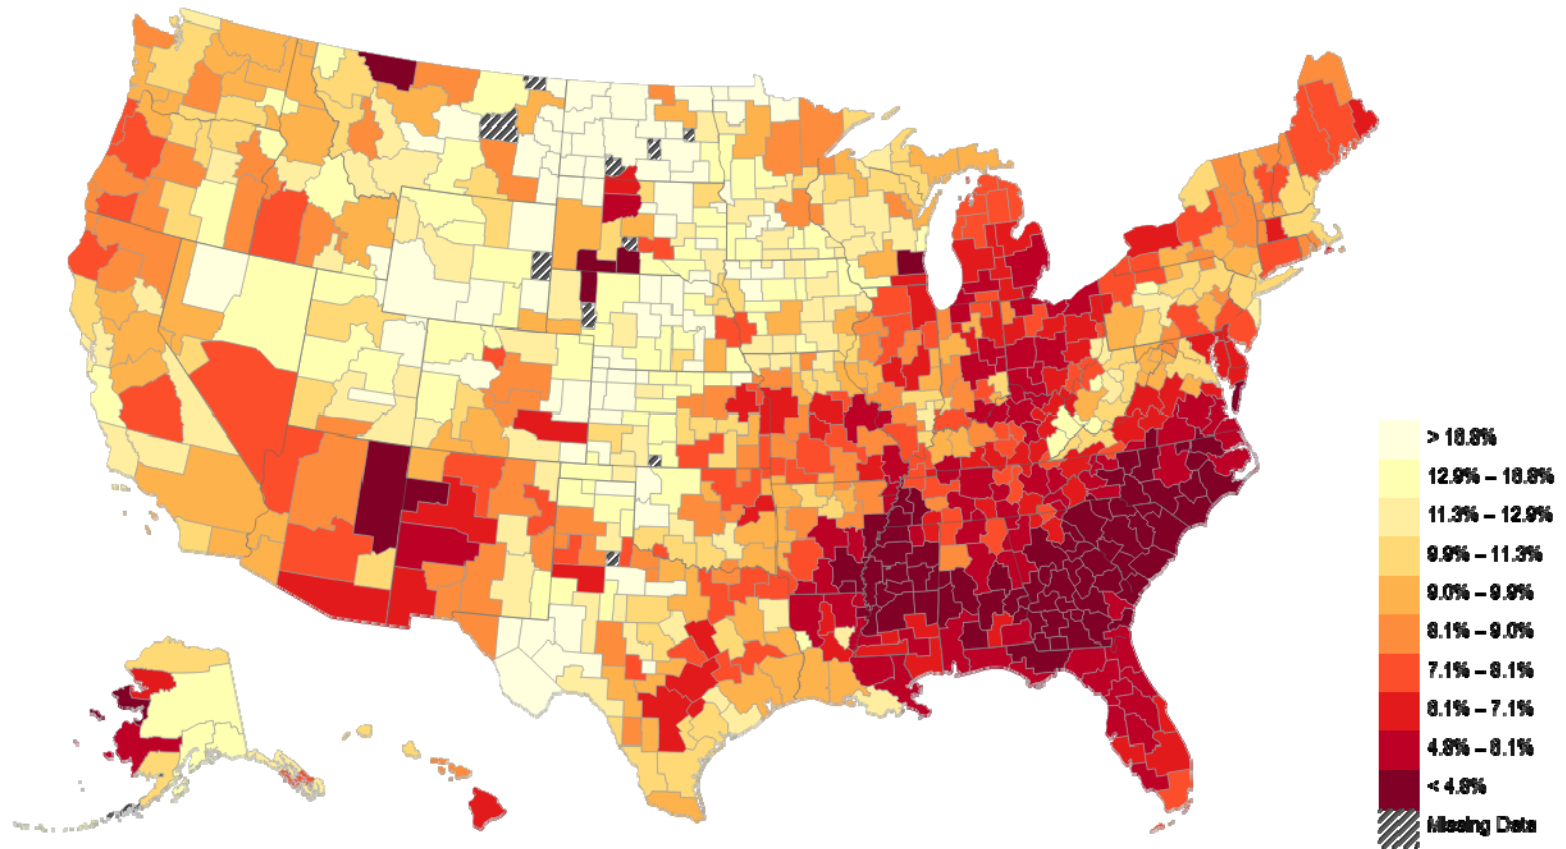 > 16.8%
12.9% – 16.8%
11.3% – 12.9%
9.9% – 11.3%
9.0% – 9.9%
8.1% – 9.0%
7.1% – 8.1%
6.1% – 7.1%
4.8% – 6.1%
< 4.8%
Missing Data